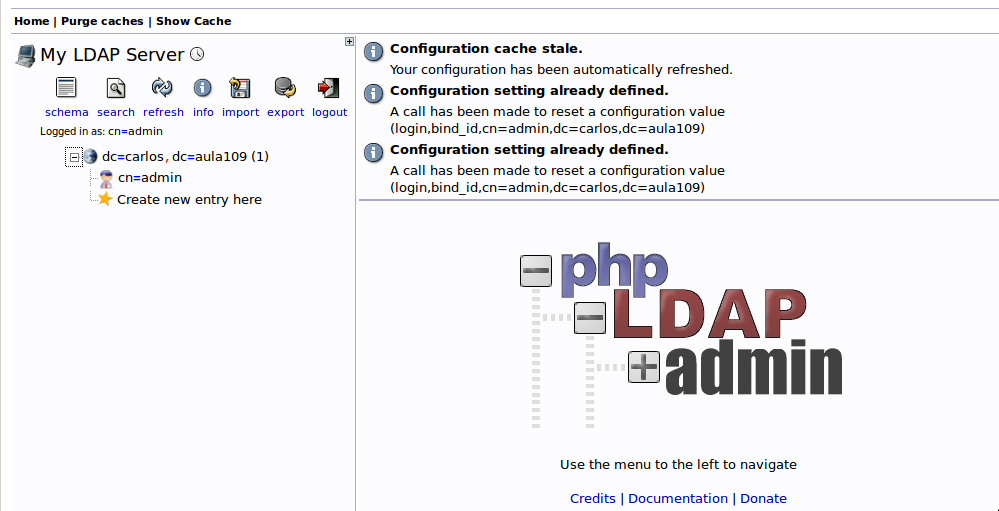 Home | Purge caches | Show Cache
My LDAP Server
schema search refresh info import export logout
Logged in as: cn=admin
dc=carlos, dc=aula109 (1)
cn=admin
Create new entry here
Configuration cache stale.
Your configuration has been automatically refreshed.
Configuration setting already defined.
A call has been made to reset a configuration value
(login,bind_id,cn=admin,dc=carlos,dc=aula109)
Configuration setting already defined.
A call has been made to reset a configuration value
(login,bind_id,cn=admin,dc=carlos,dc=aula109)
php
LDAP
admin
Use the menu to the left to navigate
Credits | Documentation | Donate